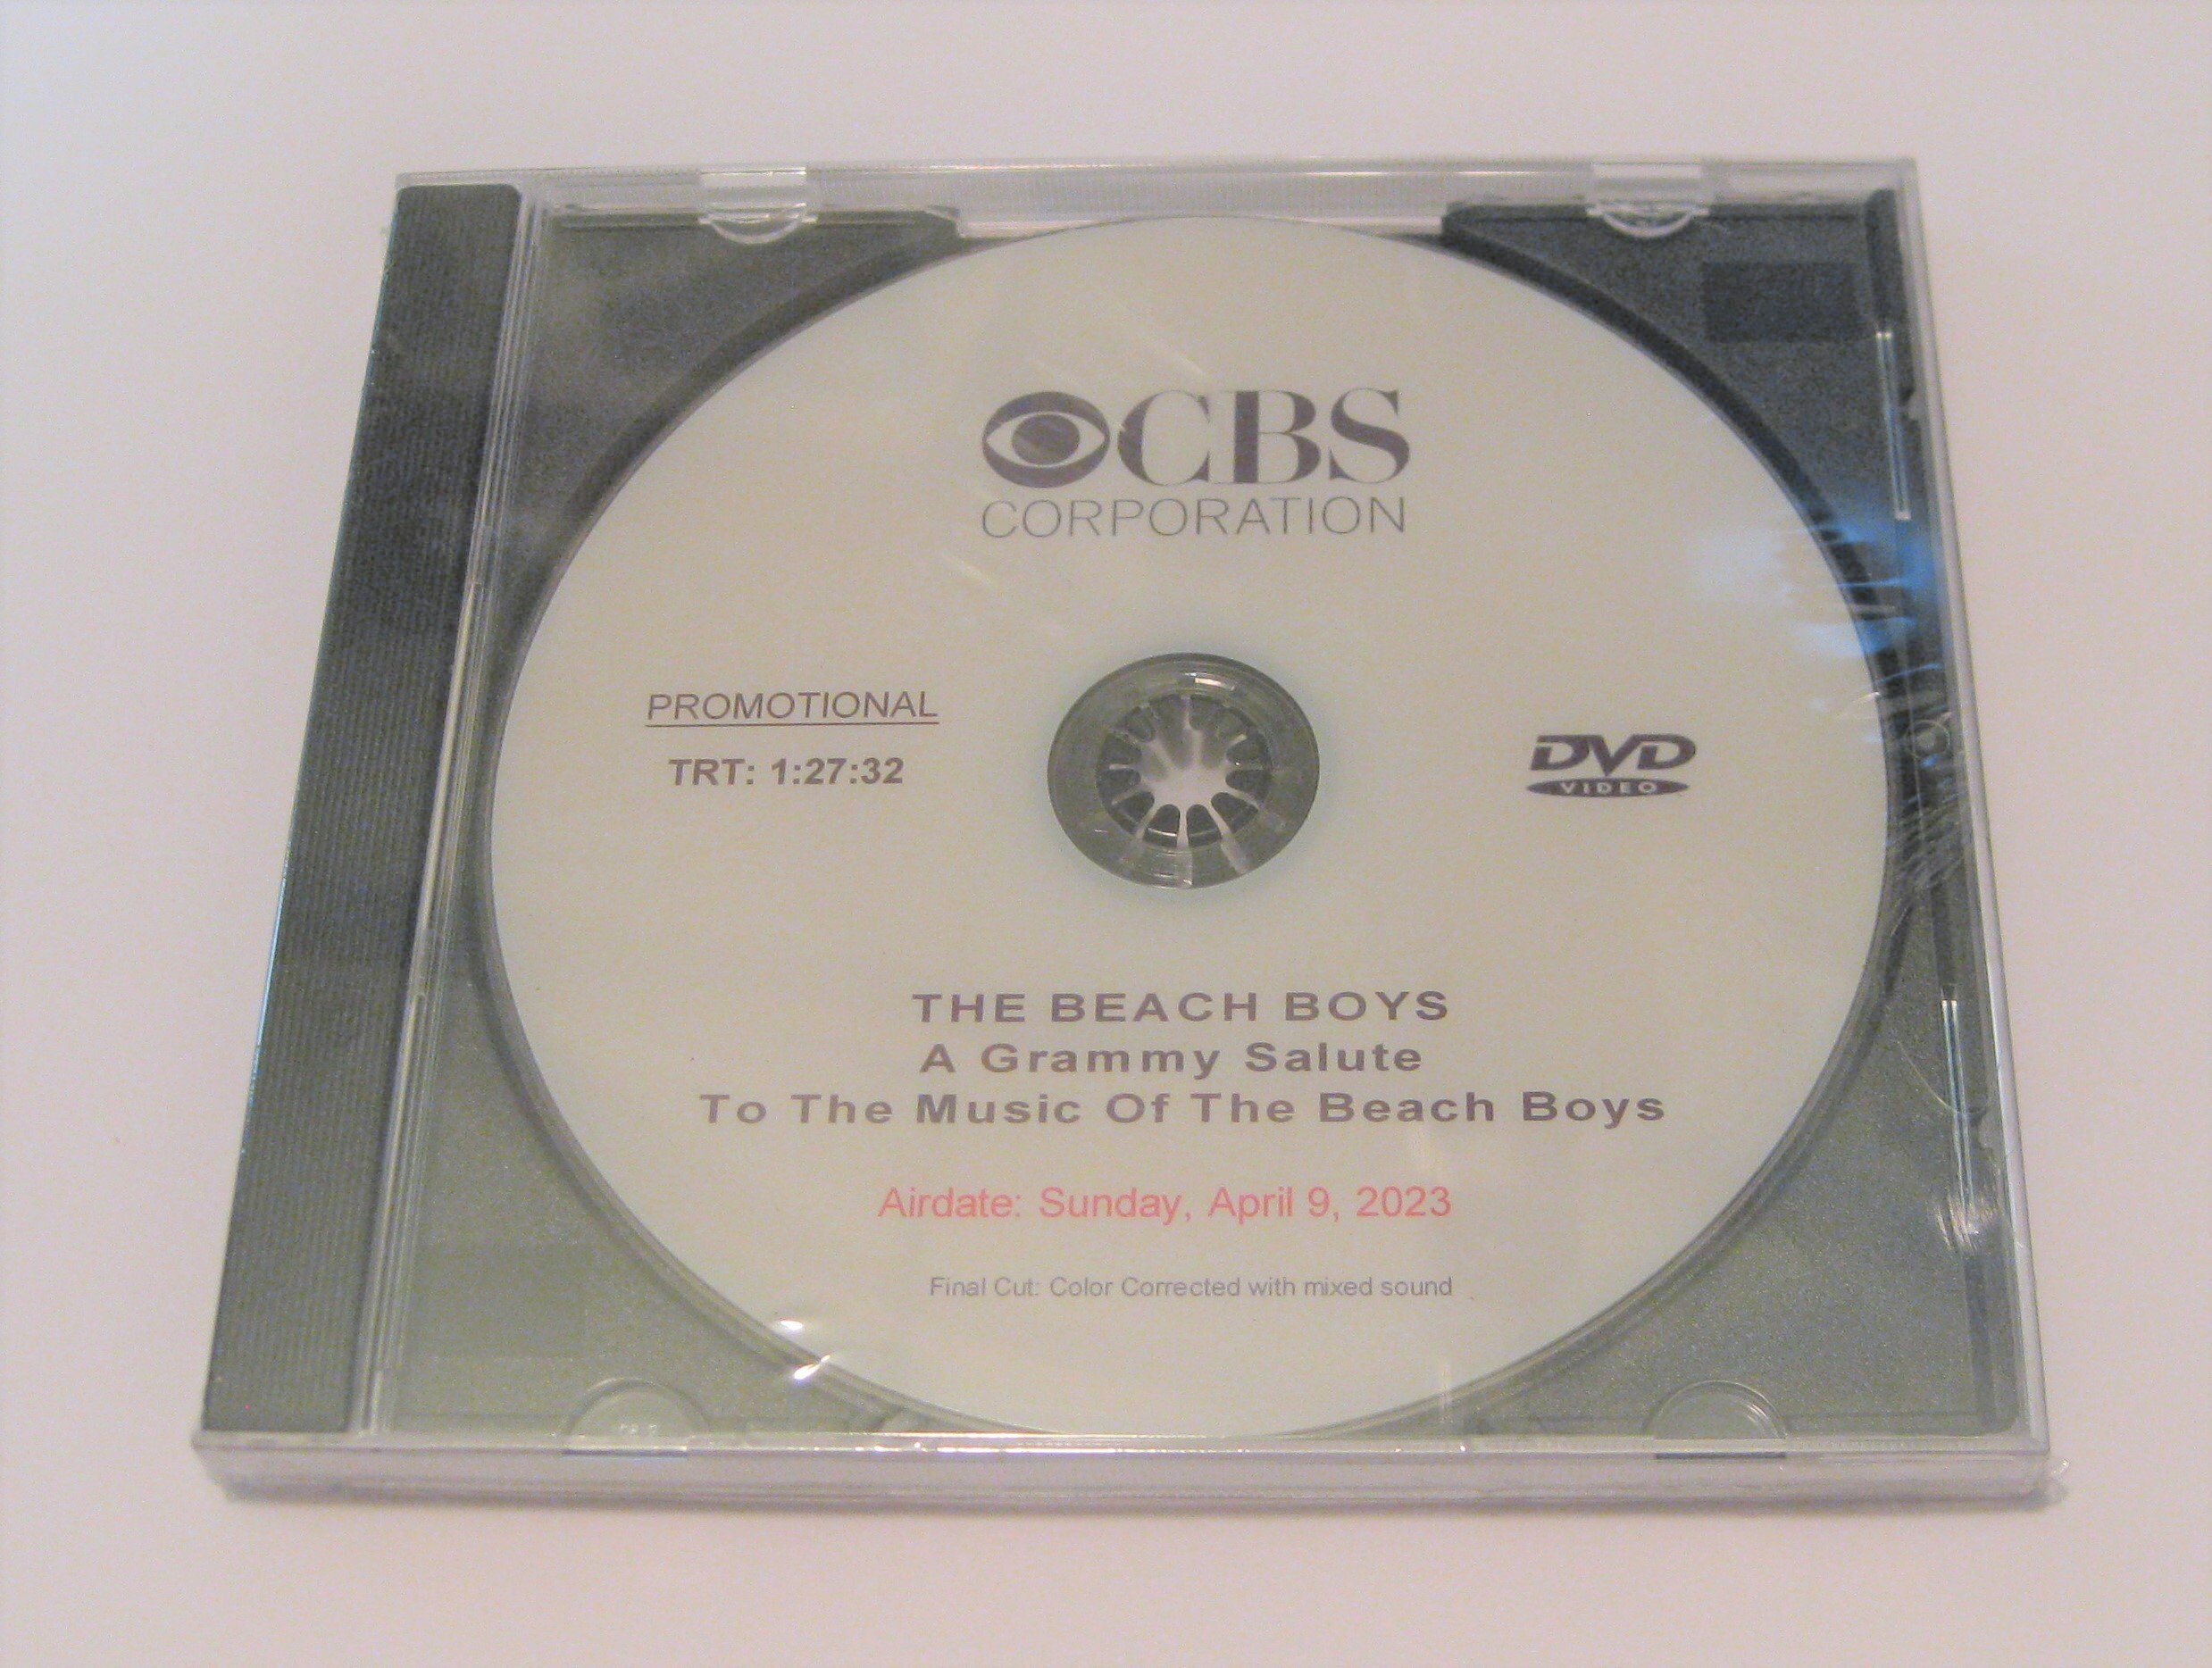 CBS
CORPORATION
PROMOTIONAL
TRT: 1:27:32
DVD
VIDEO
THE BEACH BOYS
A Grammy Salute
To The Music Of The Beach Boys
Airdate: Sunday, April 9, 2023
Final Cut: Color Corrected with mixed sound